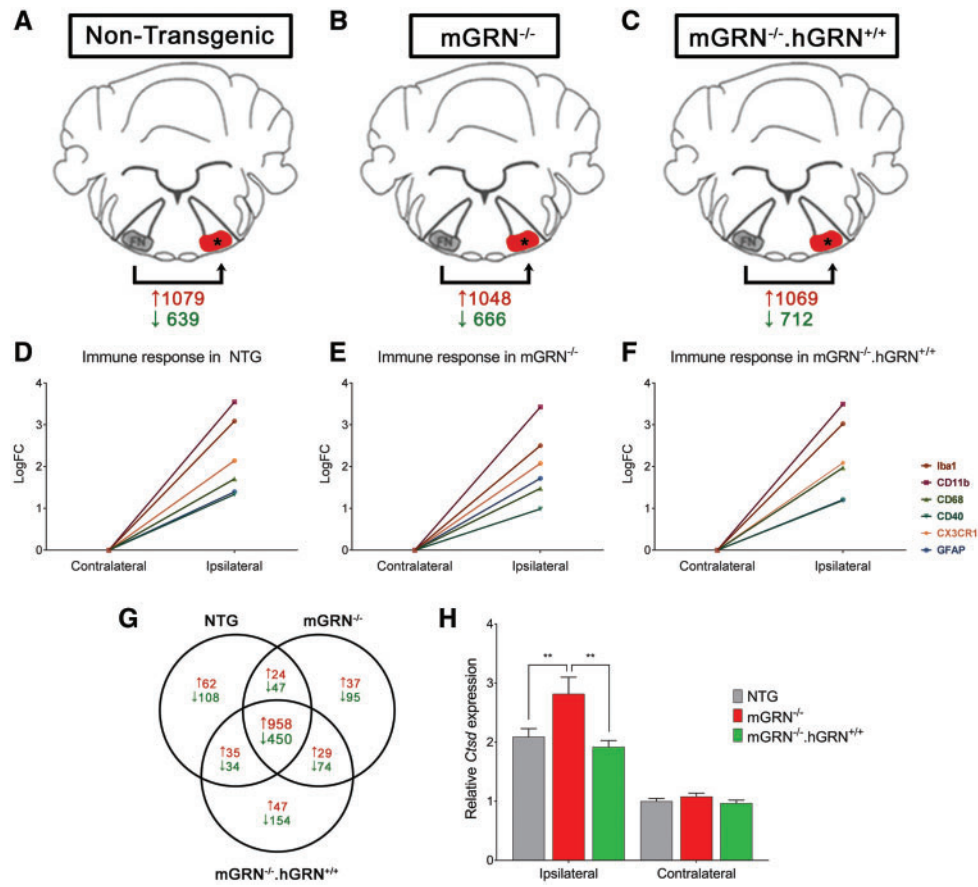 A
Non-Transgenic
FN
*
↑1079
↓ 639
B
mGRN-/-
FN
*
↑1048
↓ 666
C
mGRN-/-.hGRN+/+
FN
*
↑1069
↓ 712
D
Immune response in NTG
LogFC
4
3
2
1
0
Contralateral
Ipsilateral
E
Immune response in mGRN-/-
LogFC
4
3
2
1
0
Contralateral
Ipsilateral
F
Immune response in mGRN-/-.hGRN+/+
LogFC
4
3
2
1
0
Contralateral
Ipsilateral
Iba1
CD11b
CD68
CD40
CX3CR1
GFAP
G
NTG
mGRN-/-
↑62
↓108
↑24
↓47
↑37
↓95
↑958
↓450
↑35
↓34
↑29
↓74
↑47
↓154
mGRN-/-.hGRN+/+
H
Relative Ctsd expression
4
3
2
1
0
**
**
Ipsilateral
Contralateral
NTG
mGRN-/-
mGRN-/-.hGRN+/+